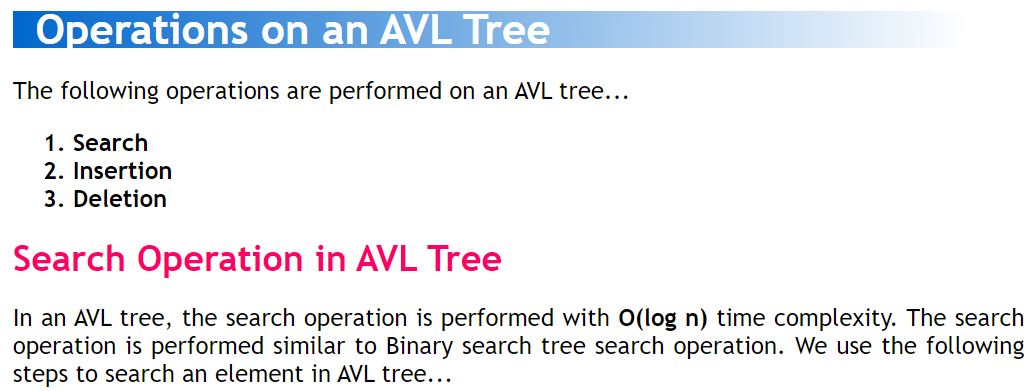 Operations on an AVL Tree
The following operations are performed on an AVL tree...
1. Search
2. Insertion
3. Deletion
Search Operation in AVL Tree
In an AVL tree, the search operation is performed with O(log n) time complexity. The search
operation is performed similar to Binary search tree search operation. We use the following
steps to search an element in AVL tree...